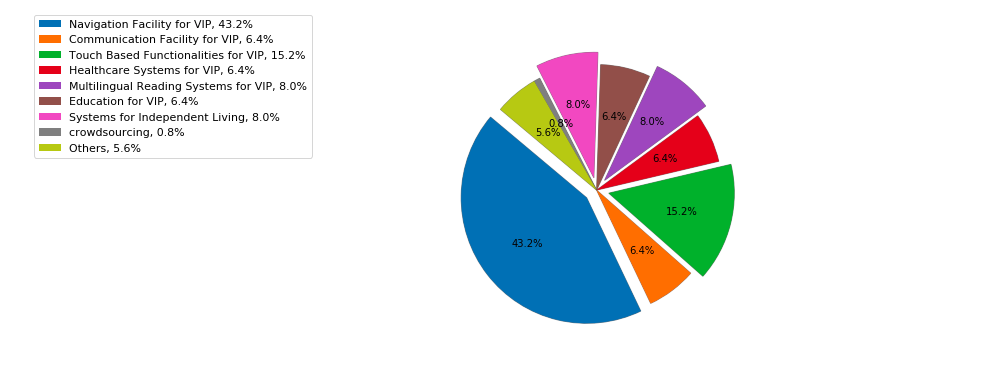 Navigation Facility for VIP, 43.2%
Communication Facility for VIP, 6.4%
Touch Based Functionalities for VIP, 15.2%
Healthcare Systems for VIP, 6.4%
Multilingual Reading Systems for VIP, 8.0%
Education for VIP, 6.4%
Systems for Independent Living, 8.0%
crowdsourcing, 0.8%
Others, 5.6%
8.0%
6.4%
8.0%
0.8%
5.6%
6.4%
15.2%
43.2%
6.4%